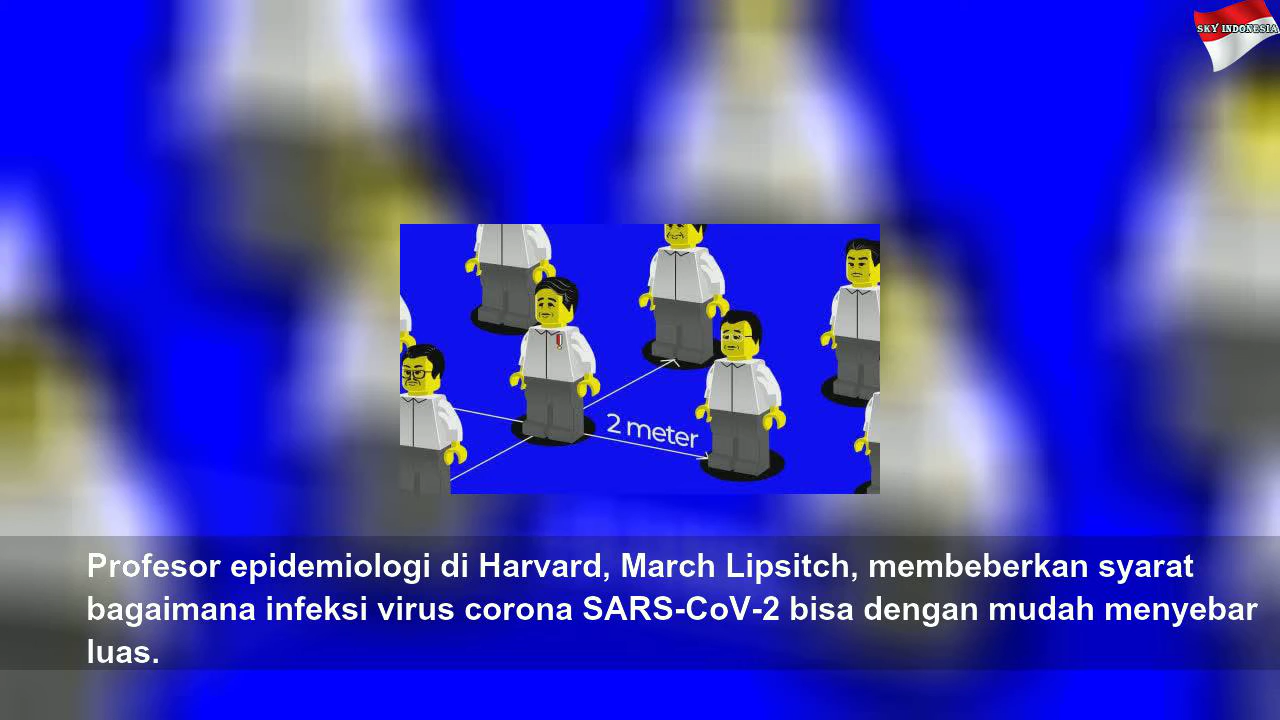 SKY INDONESIA
2 meter
Profesor epidemiologi di Harvard, March Lipsitch, membeberkan syarat
bagaimana infeksi virus corona SARS-CoV-2 bisa dengan mudah menyebar
luas.